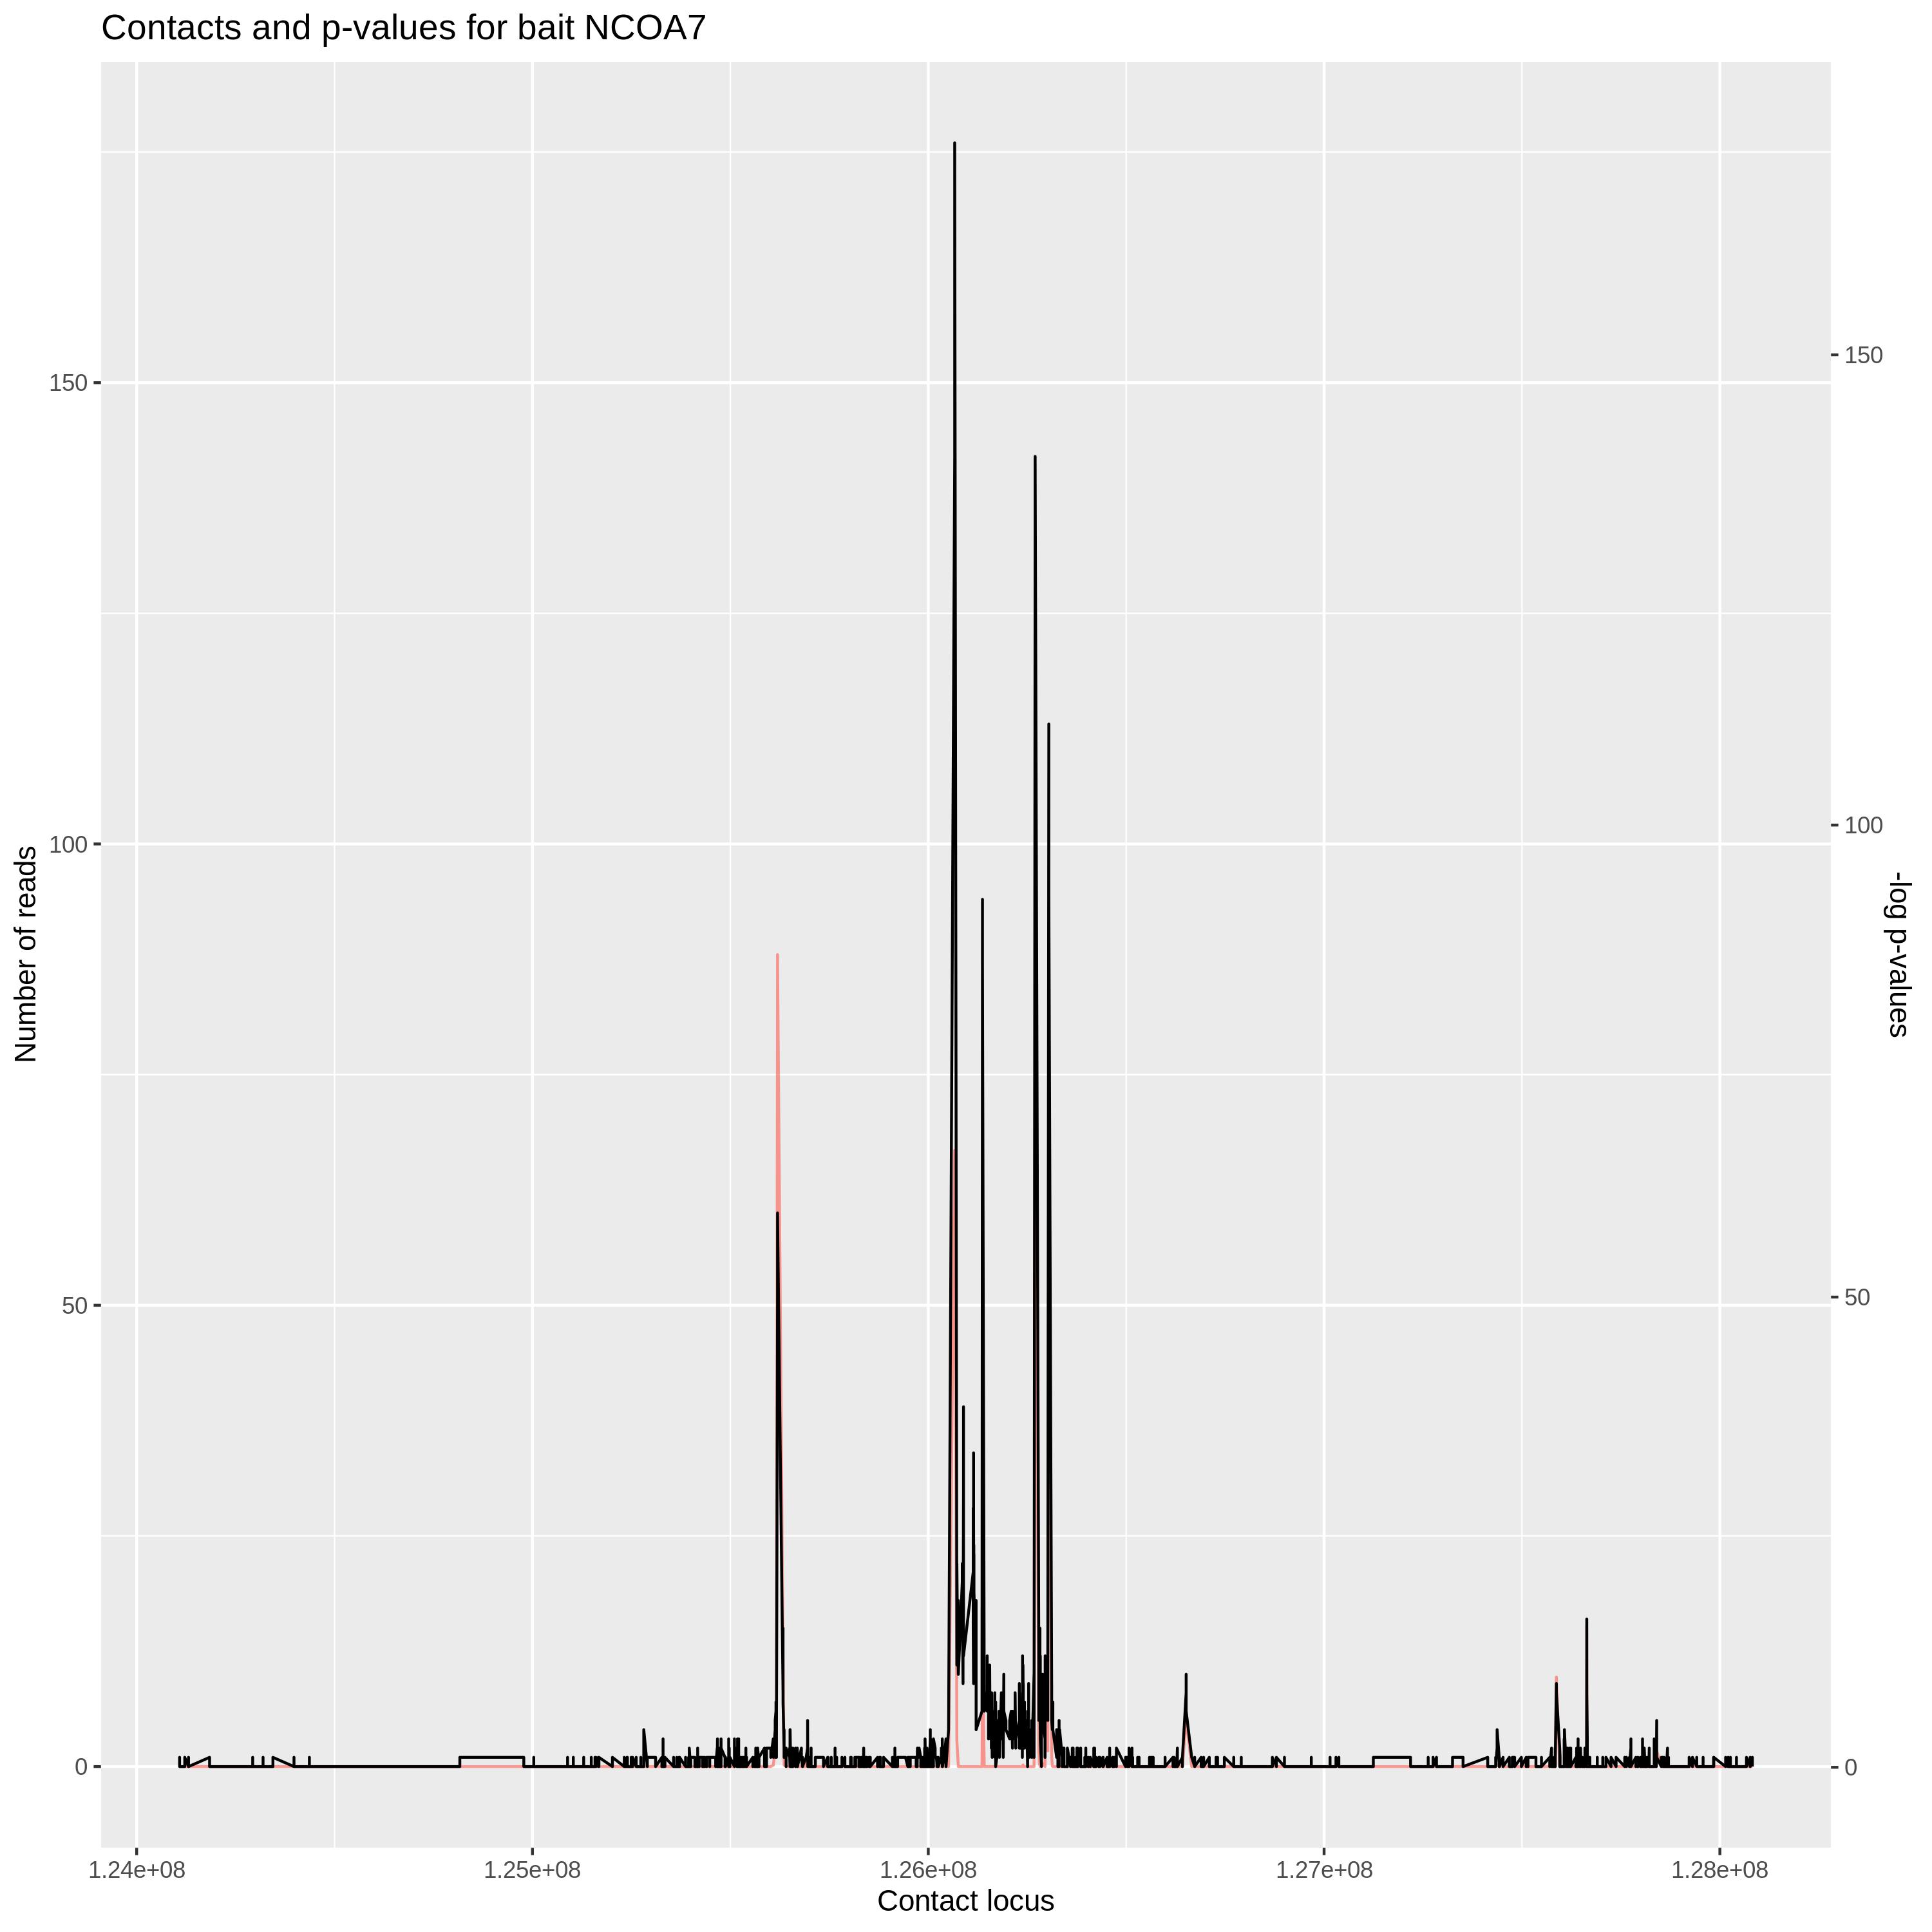 Contacts and p-values for bait NCOA7
150
100
50
0
Number of reads
150
100
50
0
-log p-values
1.24e+08
1.25e+08
1.26e+08
1.27e+08
1.28e+08
Contact locus